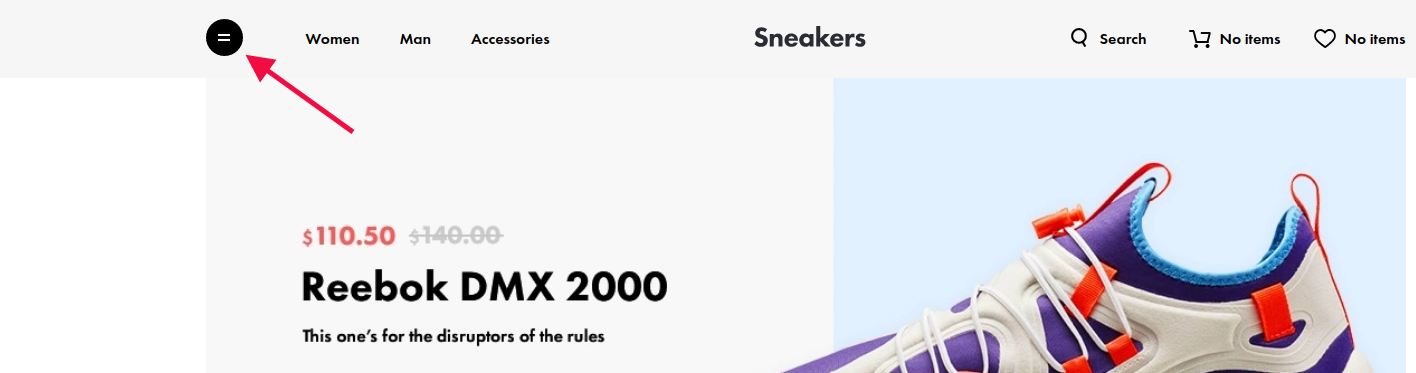 Women Man Accessories Sneakers Search No items No items
$110.50 $140.00
Reebok DMX 2000
This one's for the disruptors of the rules